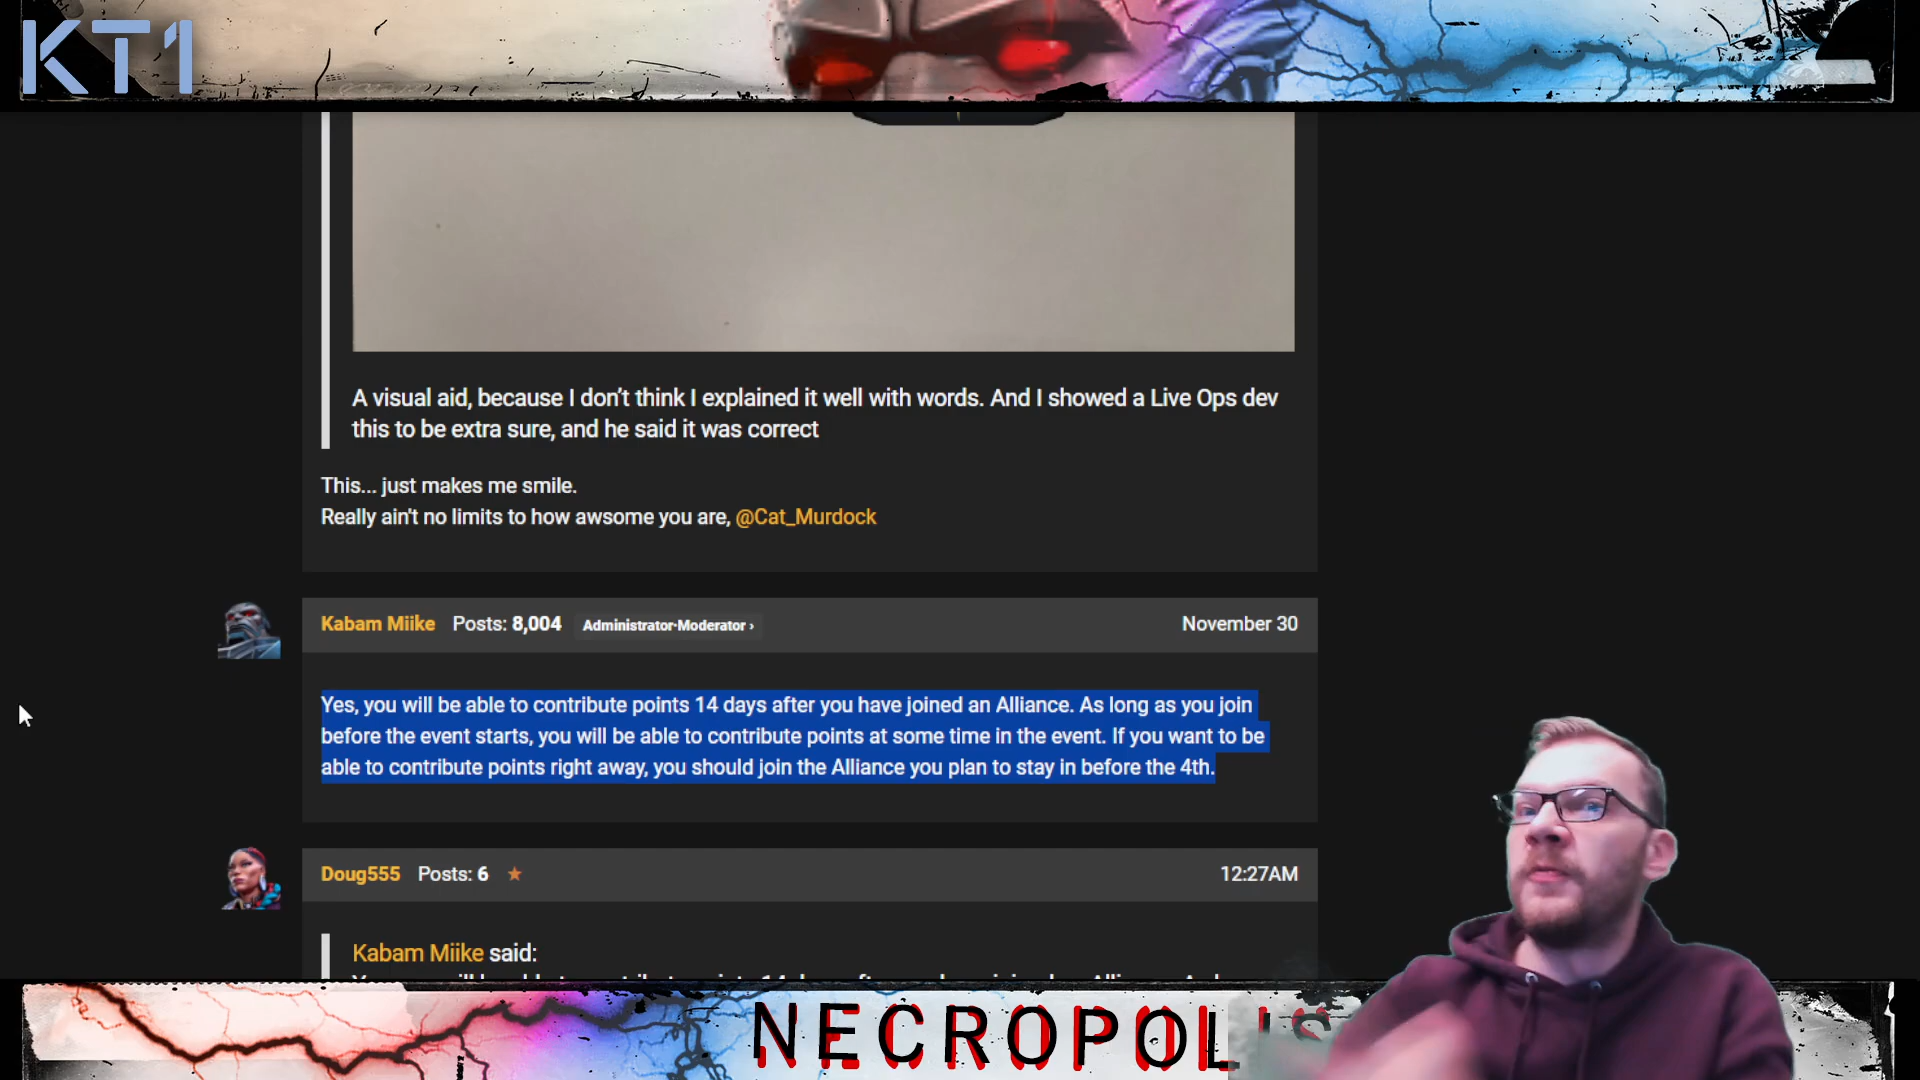 KT1
A visual aid, because I don't think I explained it well with words. And I showed a Live Ops dev
this to be extra sure, and he said it was correct
This... just makes me smile.
Really ain't no limits to how awsome you are, @Cat_Murdock
Kabam Miike Posts: 8,004 Administrator·Moderator › November 30
Yes, you will be able to contribute points 14 days after you have joined an Alliance. As long as you join
before the event starts, you will be able to contribute points at some time in the event. If you want to be
able to contribute points right away, you should join the Alliance you plan to stay in before the 4th.
Doug555 Posts: 6 ★ 12:27AM
Kabam Miike said:
NECROPOLIS